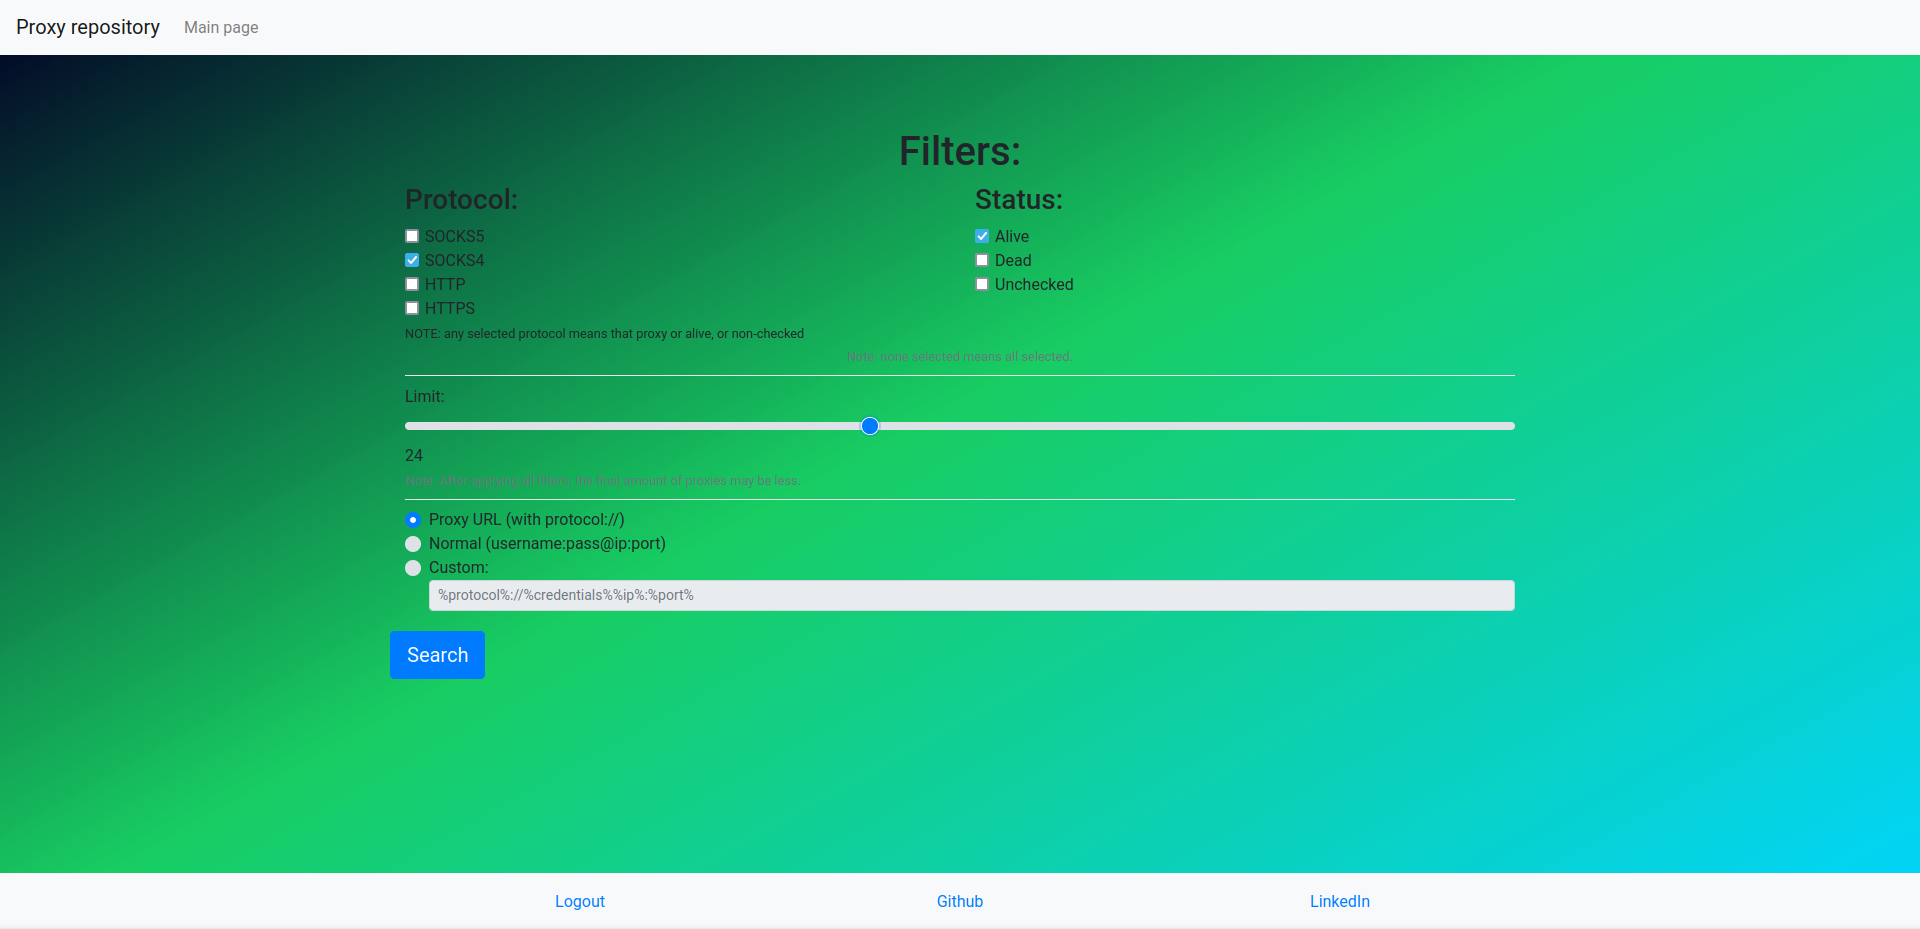 Proxy repository Main page
Filters:
Protocol:
SOCKS5
SOCKS4
HTTP
HTTPS
NOTE: any selected protocol means that proxy or alive, or non-checked
Status:
Alive
Dead
Unchecked
Note: none selected means all selected.
Limit:
24
Note: After applying all filters, the final amount of proxies may be less.
Proxy URL (with protocol://)
Normal (username:pass@ip:port)
Custom:
%protocol%://%credentials%%ip%:%port%
Search
Logout Github LinkedIn